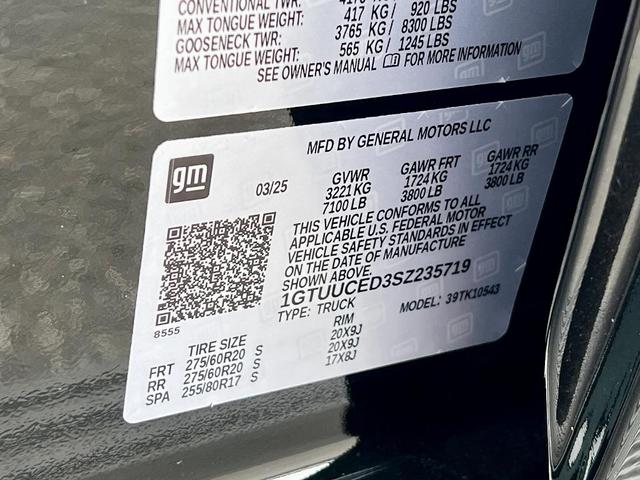 CONVENTIONAL TWR:
MAX TONGUE WEIGHT: 417 KG/ 920 LBS
GOOSENECK TWR: 3765 KG/ 8300 LBS
MAX TONGUE WEIGHT: 565 KG/ 1245 LBS
SEE OWNER'S MANUAL FOR MORE INFORMATION
MFD BY GENERAL MOTORS LLC
gm
03/25
GVWR GAWR FRT GAWR RR
3221 KG 1724 KG 1724 KG
7100 LB 3800 LB 3800 LB
THIS VEHICLE CONFORMS TO ALL
APPLICABLE U.S. FEDERAL MOTOR
VEHICLE SAFETY STANDARDS IN EFFECT
ON THE DATE OF MANUFACTURE
SHOWN ABOVE.
1GTUUCED3SZ235719
TYPE: TRUCK MODEL: 39TK10543
8555
TIRE SIZE RIM
FRT 275/60R20 S 20X9J
RR 275/60R20 S 20X9J
SPA 255/80R17 S 17X8J